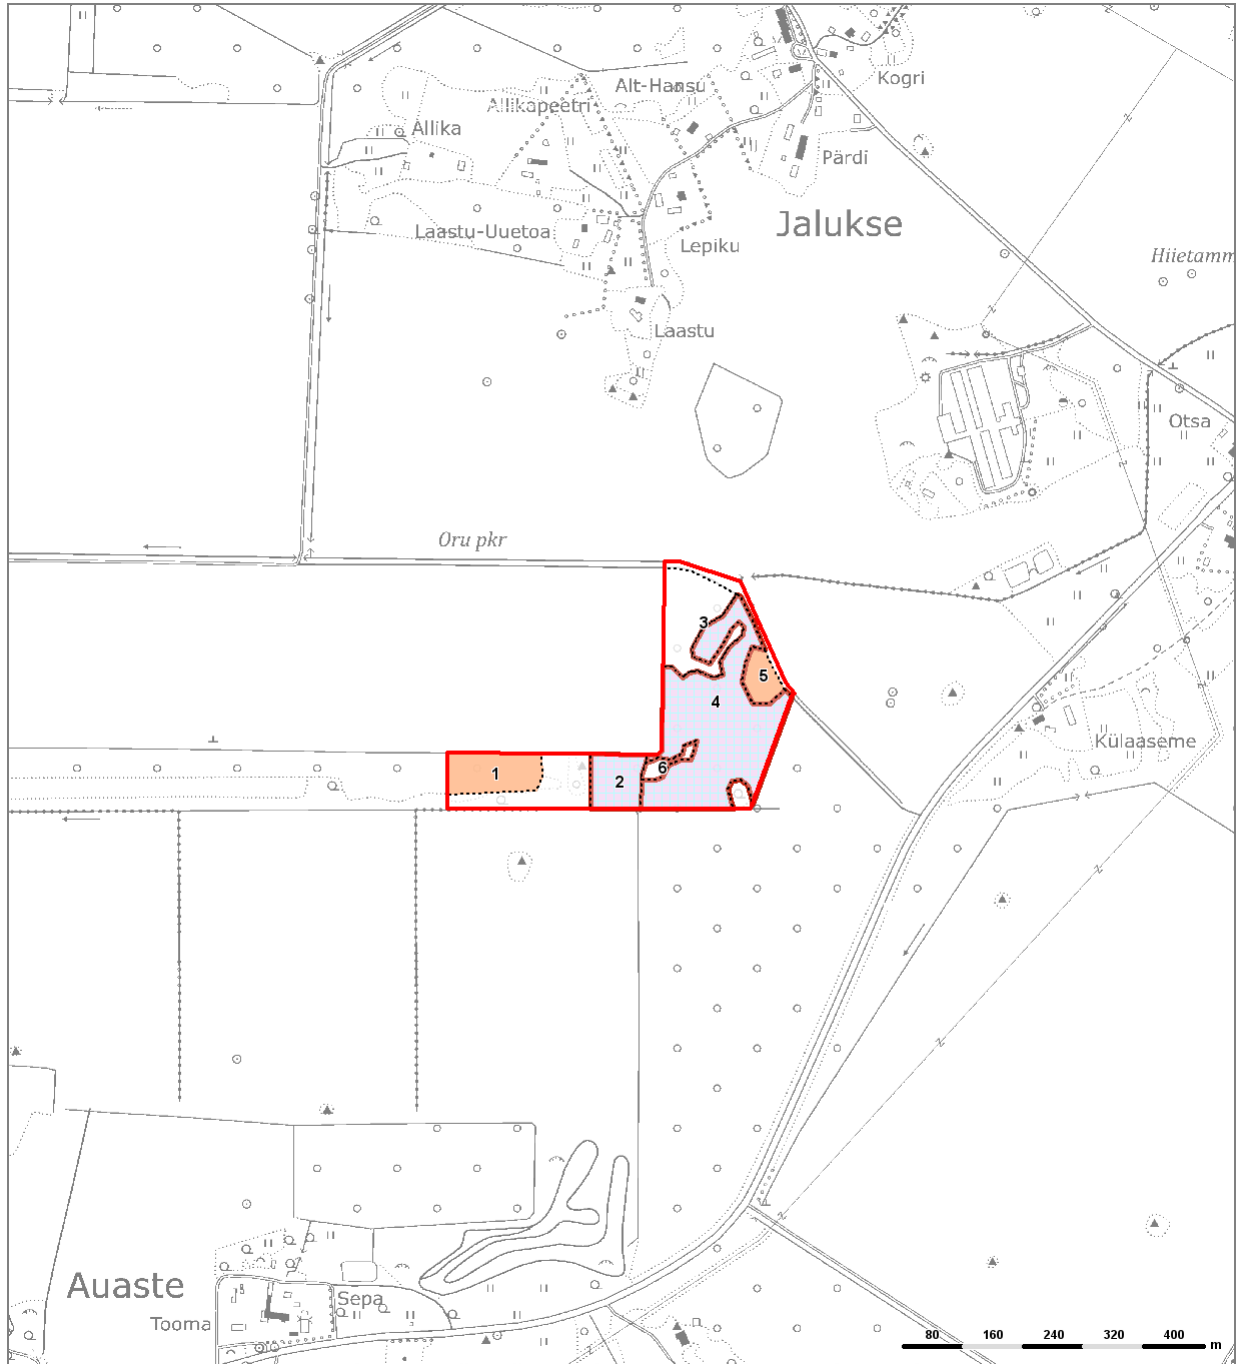 Kogri
Alt-Hansu
Allikapeetri
Allika
Pärdi
Jalukse
Laastu-Uuetoa
Lepiku
Hiietamm
Laastu
Otsa
Oru pkr
3
5
4
Külaaseme
6
1
2
Auaste
Sepa
Tooma
80 160 240 320 400 m